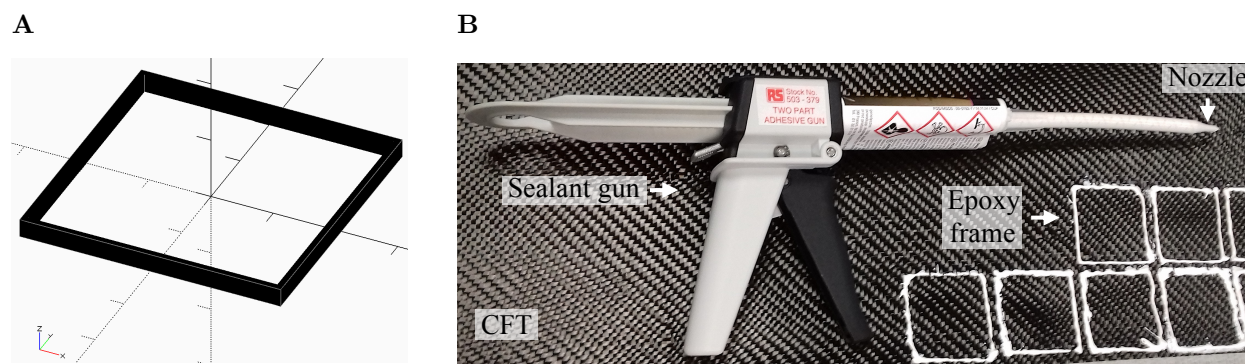 A
B
z
Y
x
Nozzle
RS Stock No.
503 - 379
TWO PART
ADHESIVE GUN
Sealant gun
Epoxy
frame
CFT